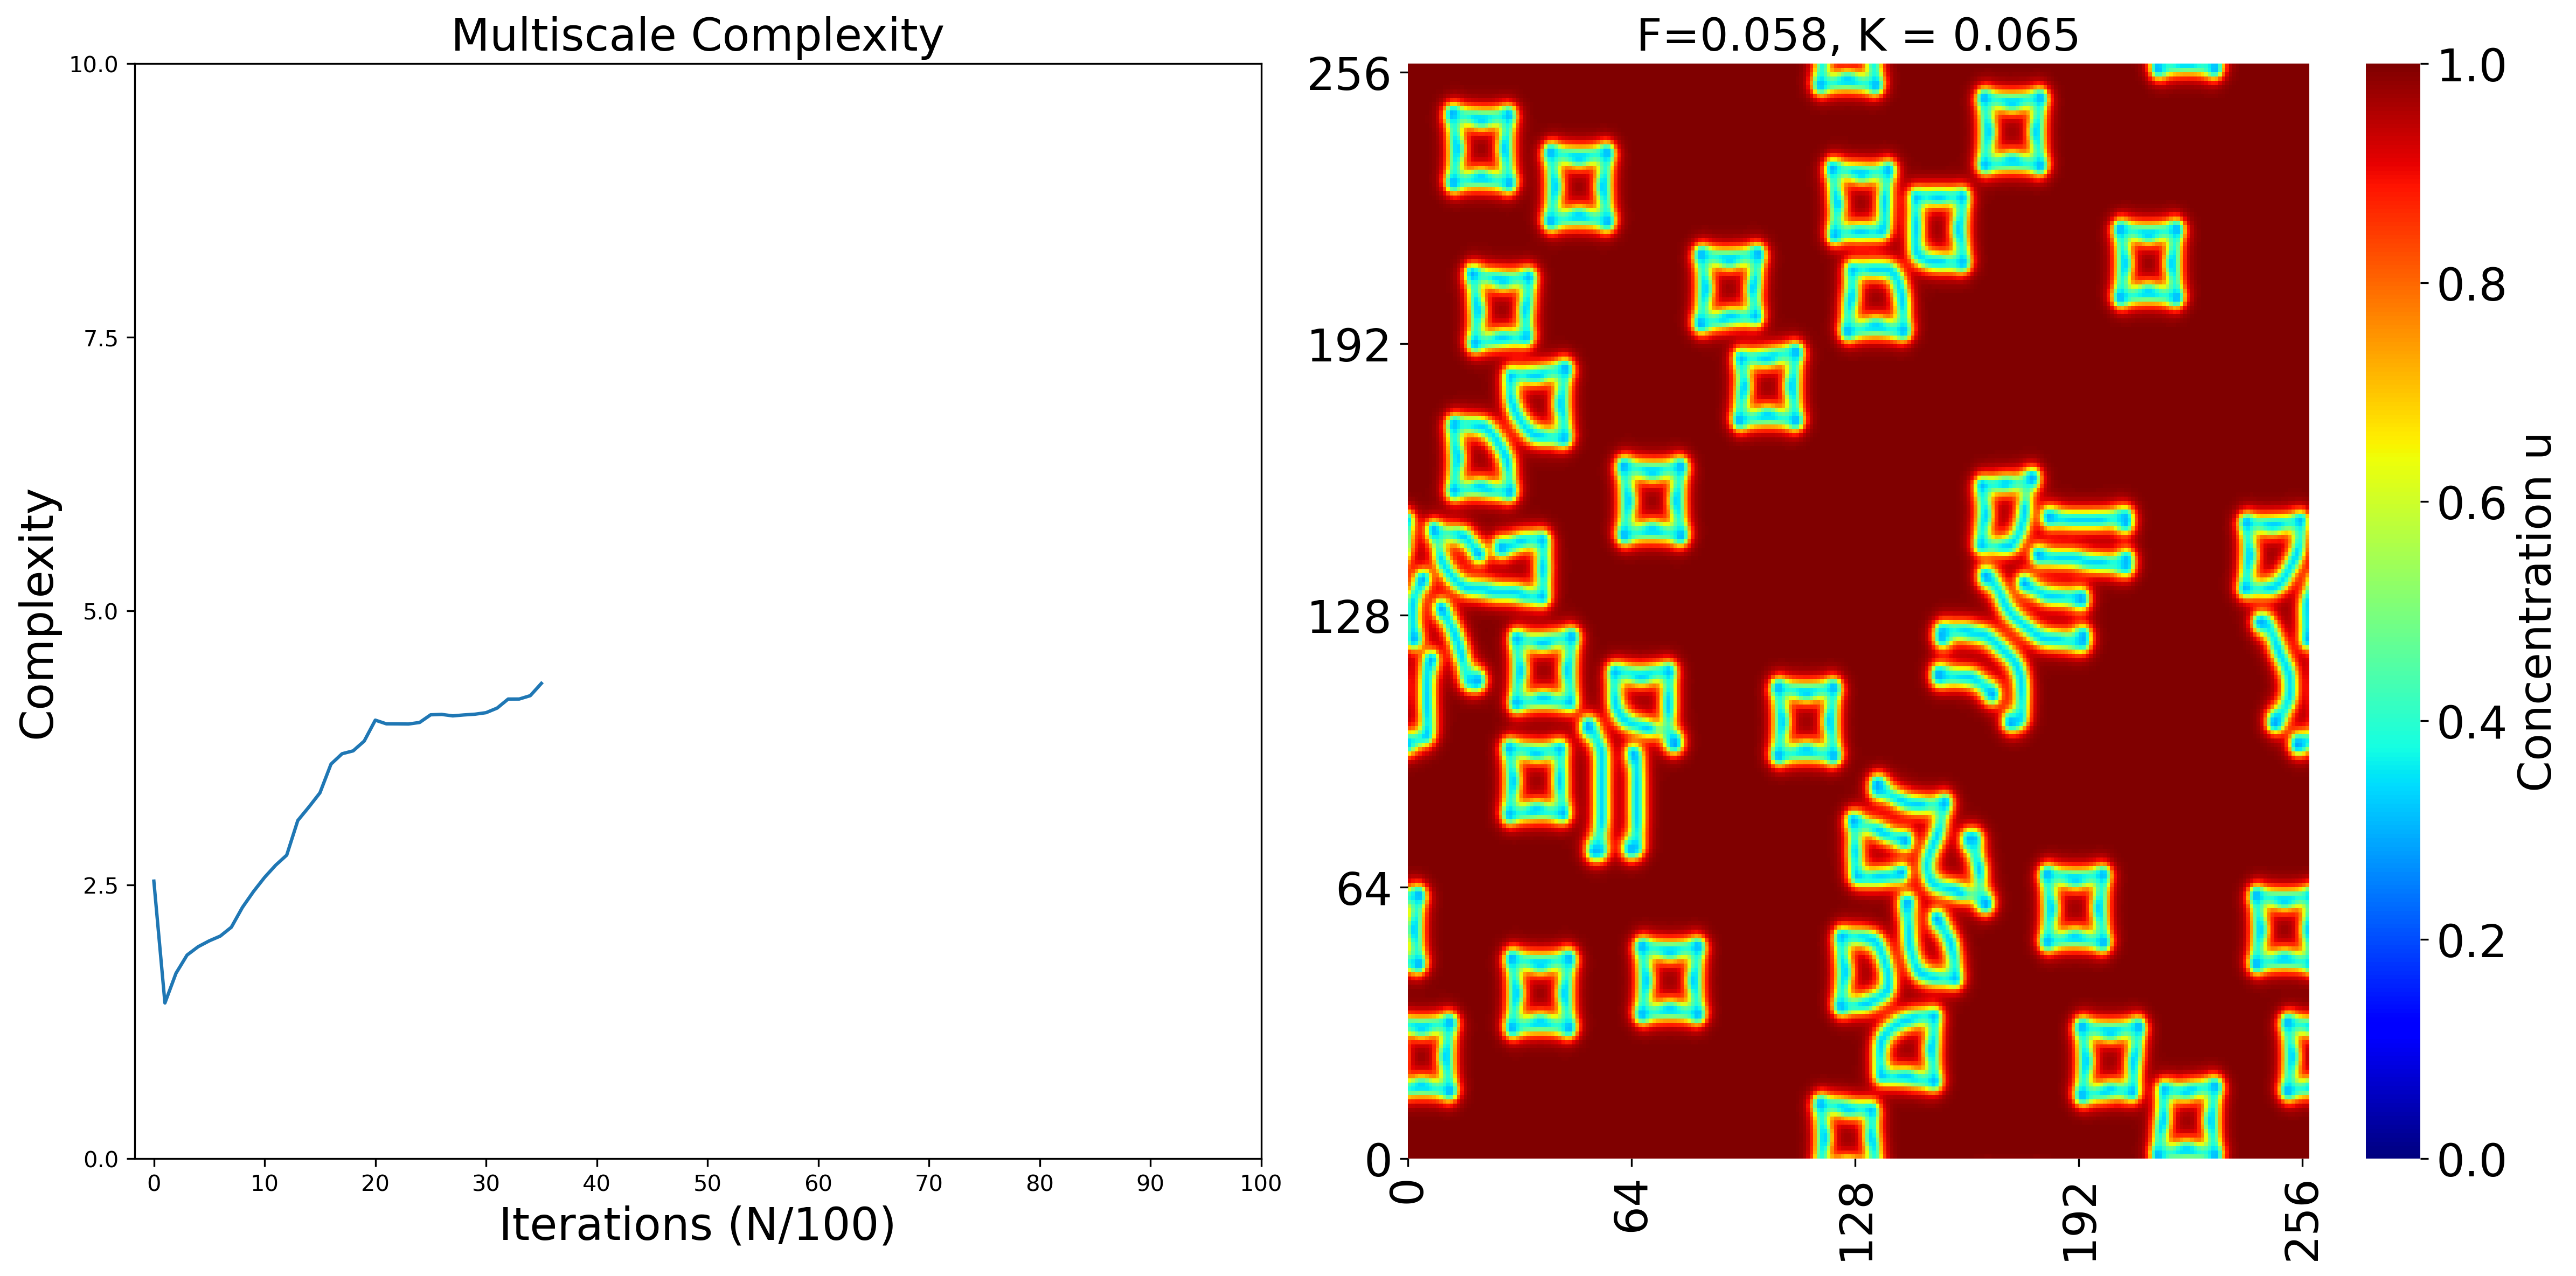 Multiscale Complexity
10.0
7.5
5.0
2.5
0.0
Complexity
0 10 20 30 40 50 60 70 80 90 100
Iterations (N/100)
F=0.058, K = 0.065
256
192
128
64
0
0 64 128 192 256
1.0
0.8
0.6
0.4
0.2
0.0
Concentration u